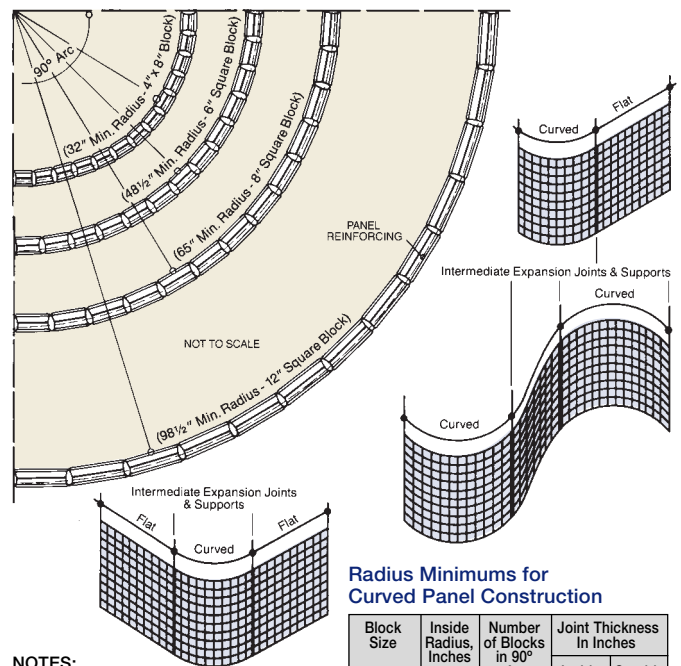 90° Arc
(32" Min. Radius - 4" x 8" Block)
(48½" Min. Radius - 6" Square Block)
(65" Min. Radius - 8" Square Block)
(98½" Min. Radius - 12" Square Block)
PANEL
REINFORCING
NOT TO SCALE
Curved
Flat
Intermediate Expansion Joints & Supports
Curved
Curved
Intermediate Expansion Joints
& Supports
Flat
Curved
Flat
Radius Minimums for
Curved Panel Construction
Block
Size
Inside
Radius,
Inches
Number
of Blocks
in 90°
Joint Thickness
In Inches
NOTES: